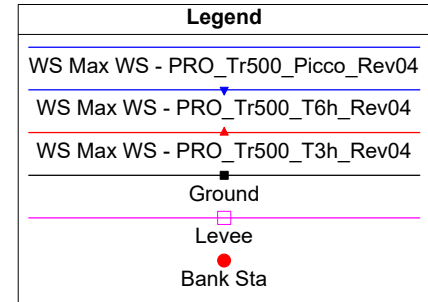 Legend
WS Max WS - PRO_Tr500_Picco_Rev04
WS Max WS - PRO_Tr500_T6h_Rev04
WS Max WS - PRO_Tr500_T3h_Rev04
Ground
Levee
Bank Sta